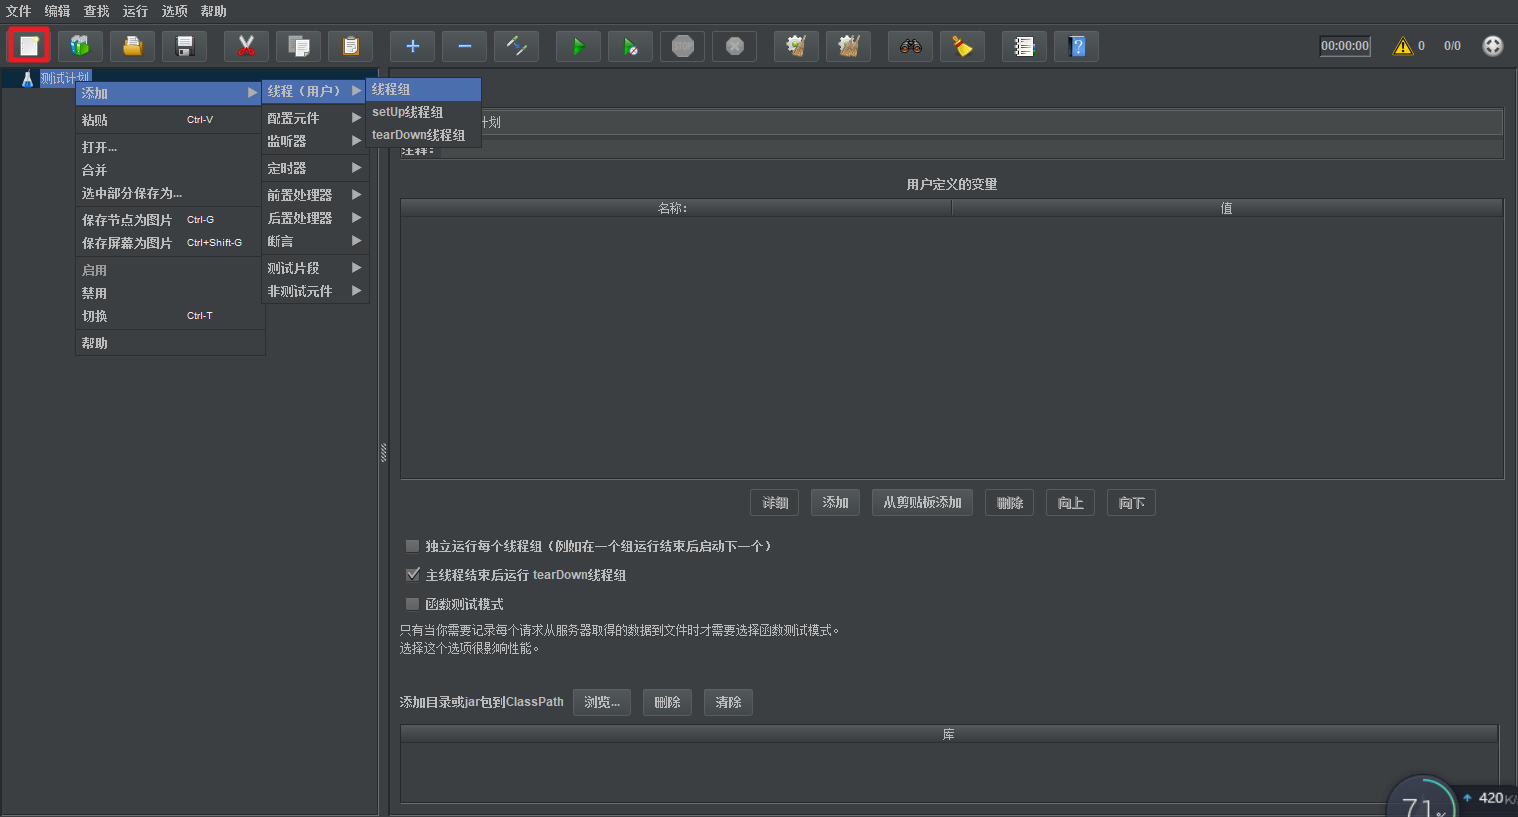 文件 编辑 查找 运行 选项 帮助
STOP
00:00:00 0 0/0
测试计划
添加
粘贴 Ctrl-V
打开...
合并
选中部分保存为...
保存节点为图片 Ctrl-G
保存屏幕为图片 Ctrl+Shift-G
启用
禁用
切换 Ctrl-T
帮助
线程（用户）
配置元件
监听器
定时器
前置处理器
后置处理器
断言
测试片段
非测试元件
线程组
setUp线程组
tearDown线程组
计划
注释：
用户定义的变量
名称: 值
详细 添加 从剪贴板添加 删除 向上 向下
独立运行每个线程组（例如在一个组运行结束后启动下一个）
主线程结束后运行 tearDown线程组
函数测试模式
只有当你需要记录每个请求从服务器取得的数据到文件时才需要选择函数测试模式。
选择这个选项很影响性能。
添加目录或jar包到ClassPath 浏览... 删除 清除
库
71%
420K/